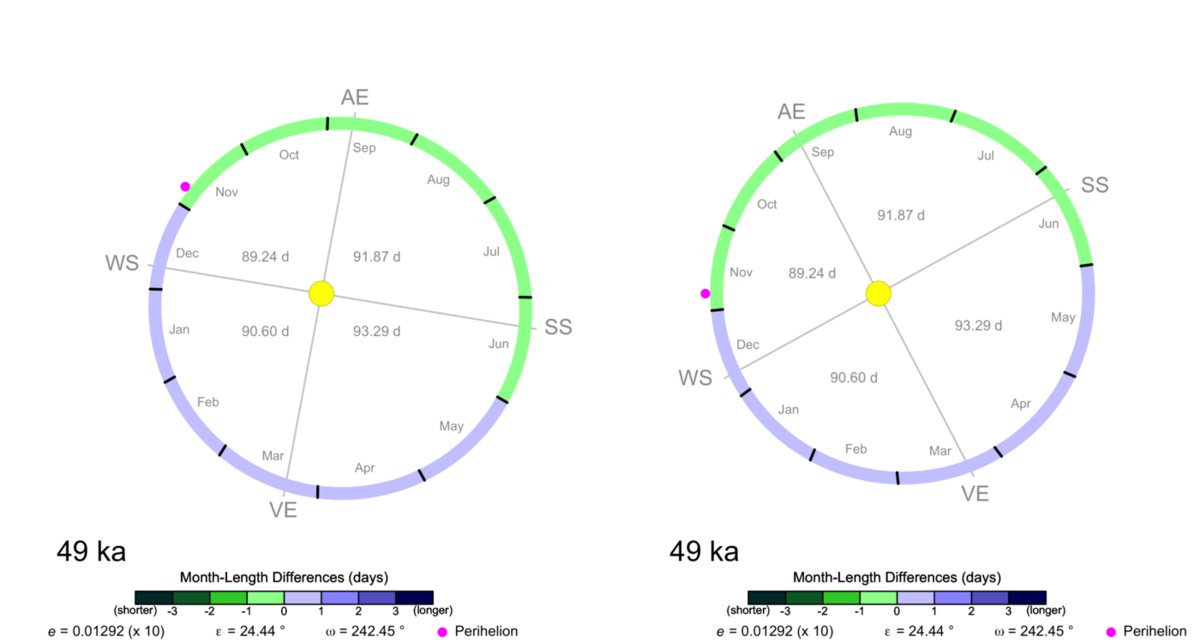 AE
Oct
Sep
Nov
Aug
WS
Dec
89.24 d
91.87 d
Jul
Jan
90.60 d
93.29 d
SS
Jun
Feb
Mar
Apr
May
VE
49 ka
Month-Length Differences (days)
(shorter) -3 -2 -1 0 1 2 3 (longer)
e = 0.01292 (x 10) ε = 24.44 ° ω = 242.45 ° Perihelion
AE
Sep
Aug
Jul
SS
Oct
91.87 d
Jun
Nov
89.24 d
93.29 d
May
Dec
WS
90.60 d
Jan
Apr
Feb
Mar
VE
49 ka
Month-Length Differences (days)
(shorter) -3 -2 -1 0 1 2 3 (longer)
e = 0.01292 (x 10) ε = 24.44 ° ω = 242.45 ° Perihelion